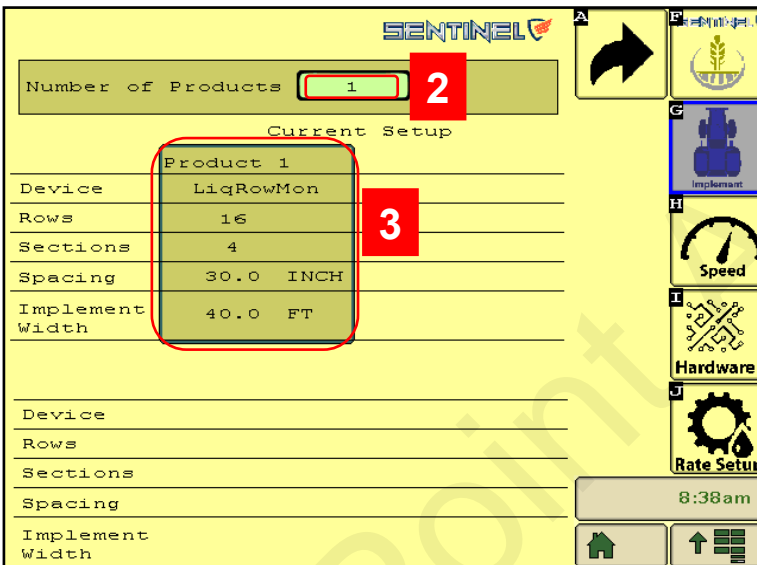 SENTINEL
Number of Products 1
2
Current Setup
Product 1
Device LiqRowMon
Rows 16
3
Sections 4
Spacing 30.0 INCH
Implement
Width 40.0 FT
Device
Rows
Sections
Spacing
Implement
Width
A
F
SENTINEL
G
Implement
H
Speed
I
Hardware
J
Rate Setup
8:38am
Point A